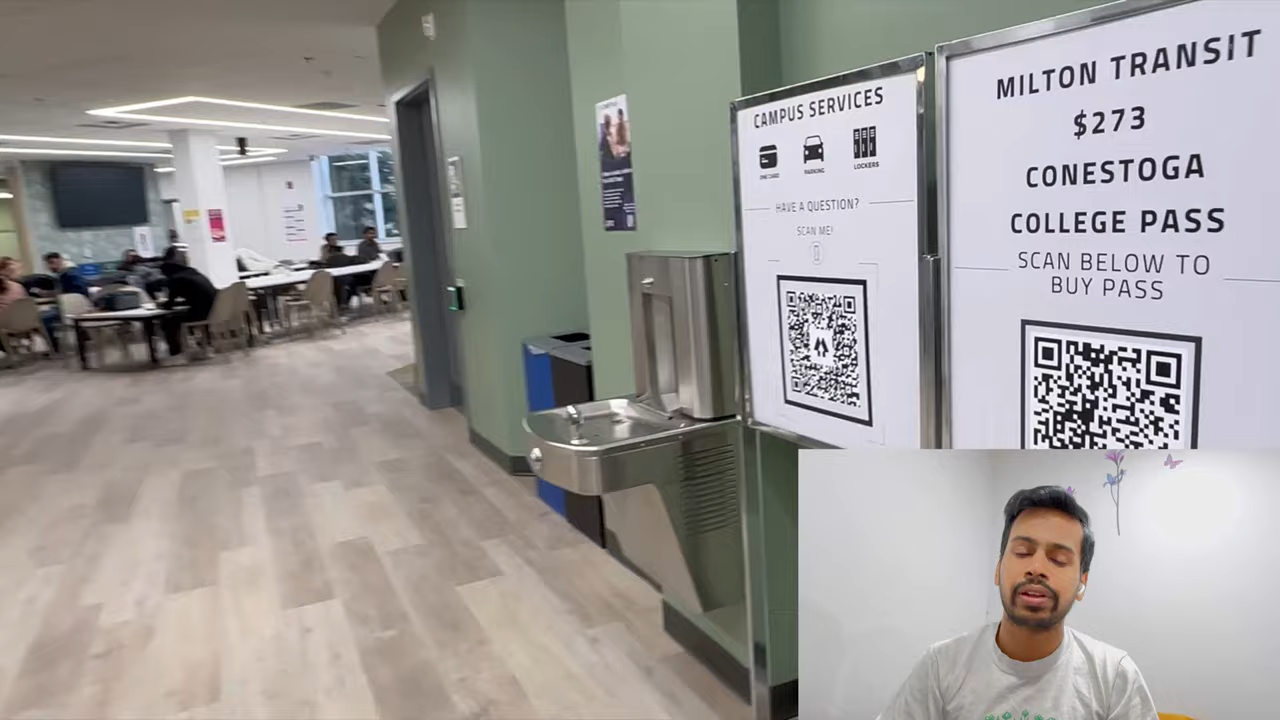 CAMPUS SERVICES
ONE CARD
PARKING
LOCKERS
HAVE A QUESTION?
SCAN ME!
MILTON TRANSIT
$273
CONESTOGA
COLLEGE PASS
SCAN BELOW TO
BUY PASS